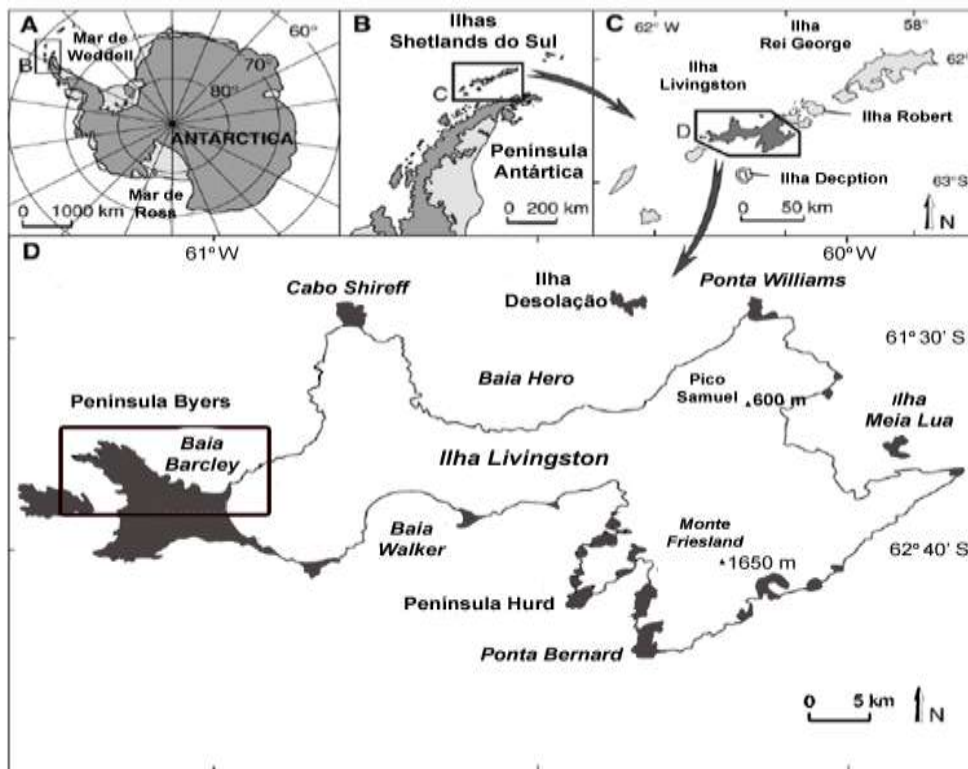 A
Mar de
Weddell
60°
70°
80°
B
ANTARCTICA
Mar de
Ross
0 1000 km
B
Ilhas
Shetlands do Sul
C
Península
Antártica
0 200 km
C
62° W
58°
Ilha
Rei George
62°
Ilha
Livingston
D
Ilha Robert
Ilha Decption
63°S
0 50 km
N
D
61° W
60° W
Cabo Shireff
Ilha
Desolação
Ponta Williams
61° 30' S
Baia Hero
Pico
Samuel
600 m
Peninsula Byers
Baia
Barcley
Ilha
Meia Lua
Ilha Livingston
Baia
Walker
Monte
Friesland
1650 m
62° 40' S
Península Hurd
Ponta Bernard
0 5 km
N